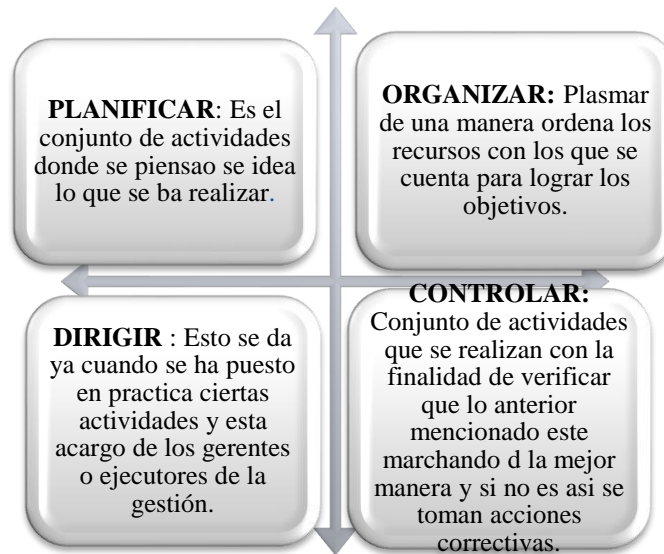 PLANIFICAR: Es el
conjunto de actividades
donde se piensao se idea
lo que se ba realizar.
ORGANIZAR: Plasmar
de una manera ordena los
recursos con los que se
cuenta para lograr los
objetivos.
DIRIGIR : Esto se da
ya cuando se ha puesto
en practica ciertas
actividades y esta
acargo de los gerentes
o ejecutores de la
gestión.
CONTROLAR:
Conjunto de actividades
que se realizan con la
finalidad de verificar
que lo anterior
mencionado este
marchando d la mejor
manera y si no es asi se
toman acciones
correctivas.